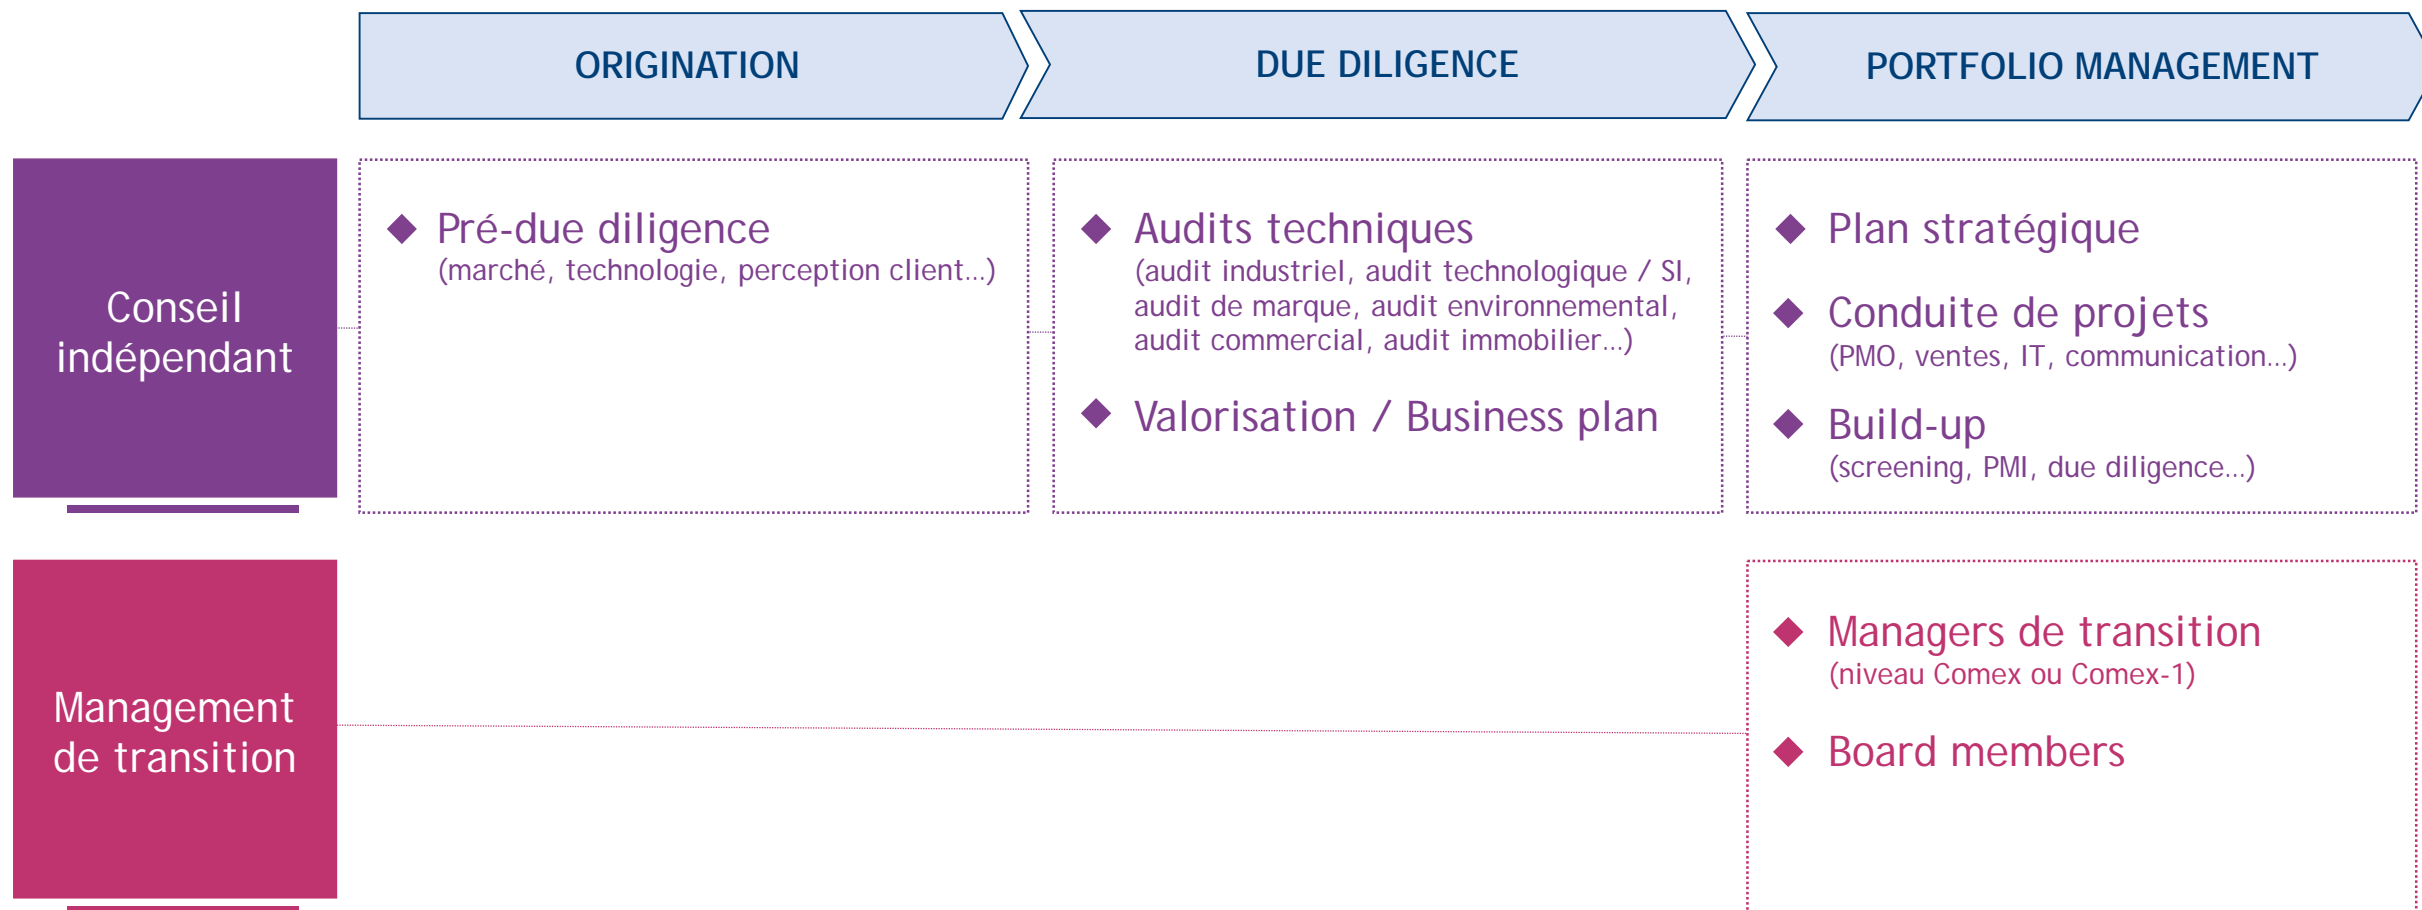 ORIGINATION
DUE DILIGENCE
PORTFOLIO MANAGEMENT
Conseil
indépendant
Pré-due diligence
(marché, technologie, perception client...)
Audits techniques
(audit industriel, audit technologique / SI,
audit de marque, audit environnemental,
audit commercial, audit immobilier...)
Valorisation / Business plan
Plan stratégique
Conduite de projets
(PMO, ventes, IT, communication...)
Build-up
(screening, PMI, due diligence...)
Management
de transition
Managers de transition
(niveau Comex ou Comex-1)
Board members